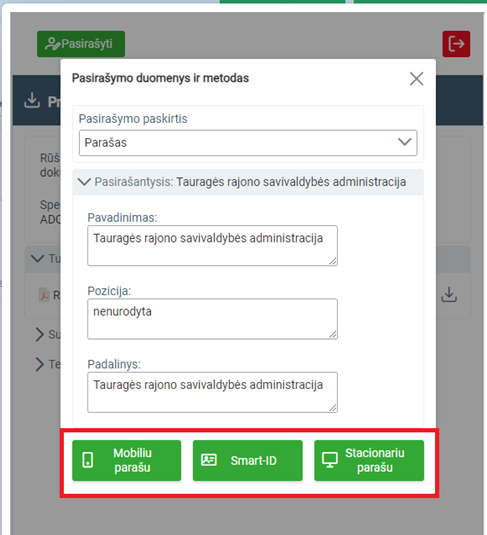 Pasirašyti
Pasirašymo duomenys ir metodas
Pr
Pasirašymo paskirtis
Parašas
Rūš
doku
Pasirašantysis: Tauragės rajono savivaldybės administracija
Spe
ADO
Pavadinimas:
Tauragės rajono savivaldybės administracija
Tu
Pozicija:
R
nenurodyta
Su
Te
Padalinys:
Tauragės rajono savivaldybės administracija
Mobiliu
parašu
Smart-ID
Stacionariu
parašu